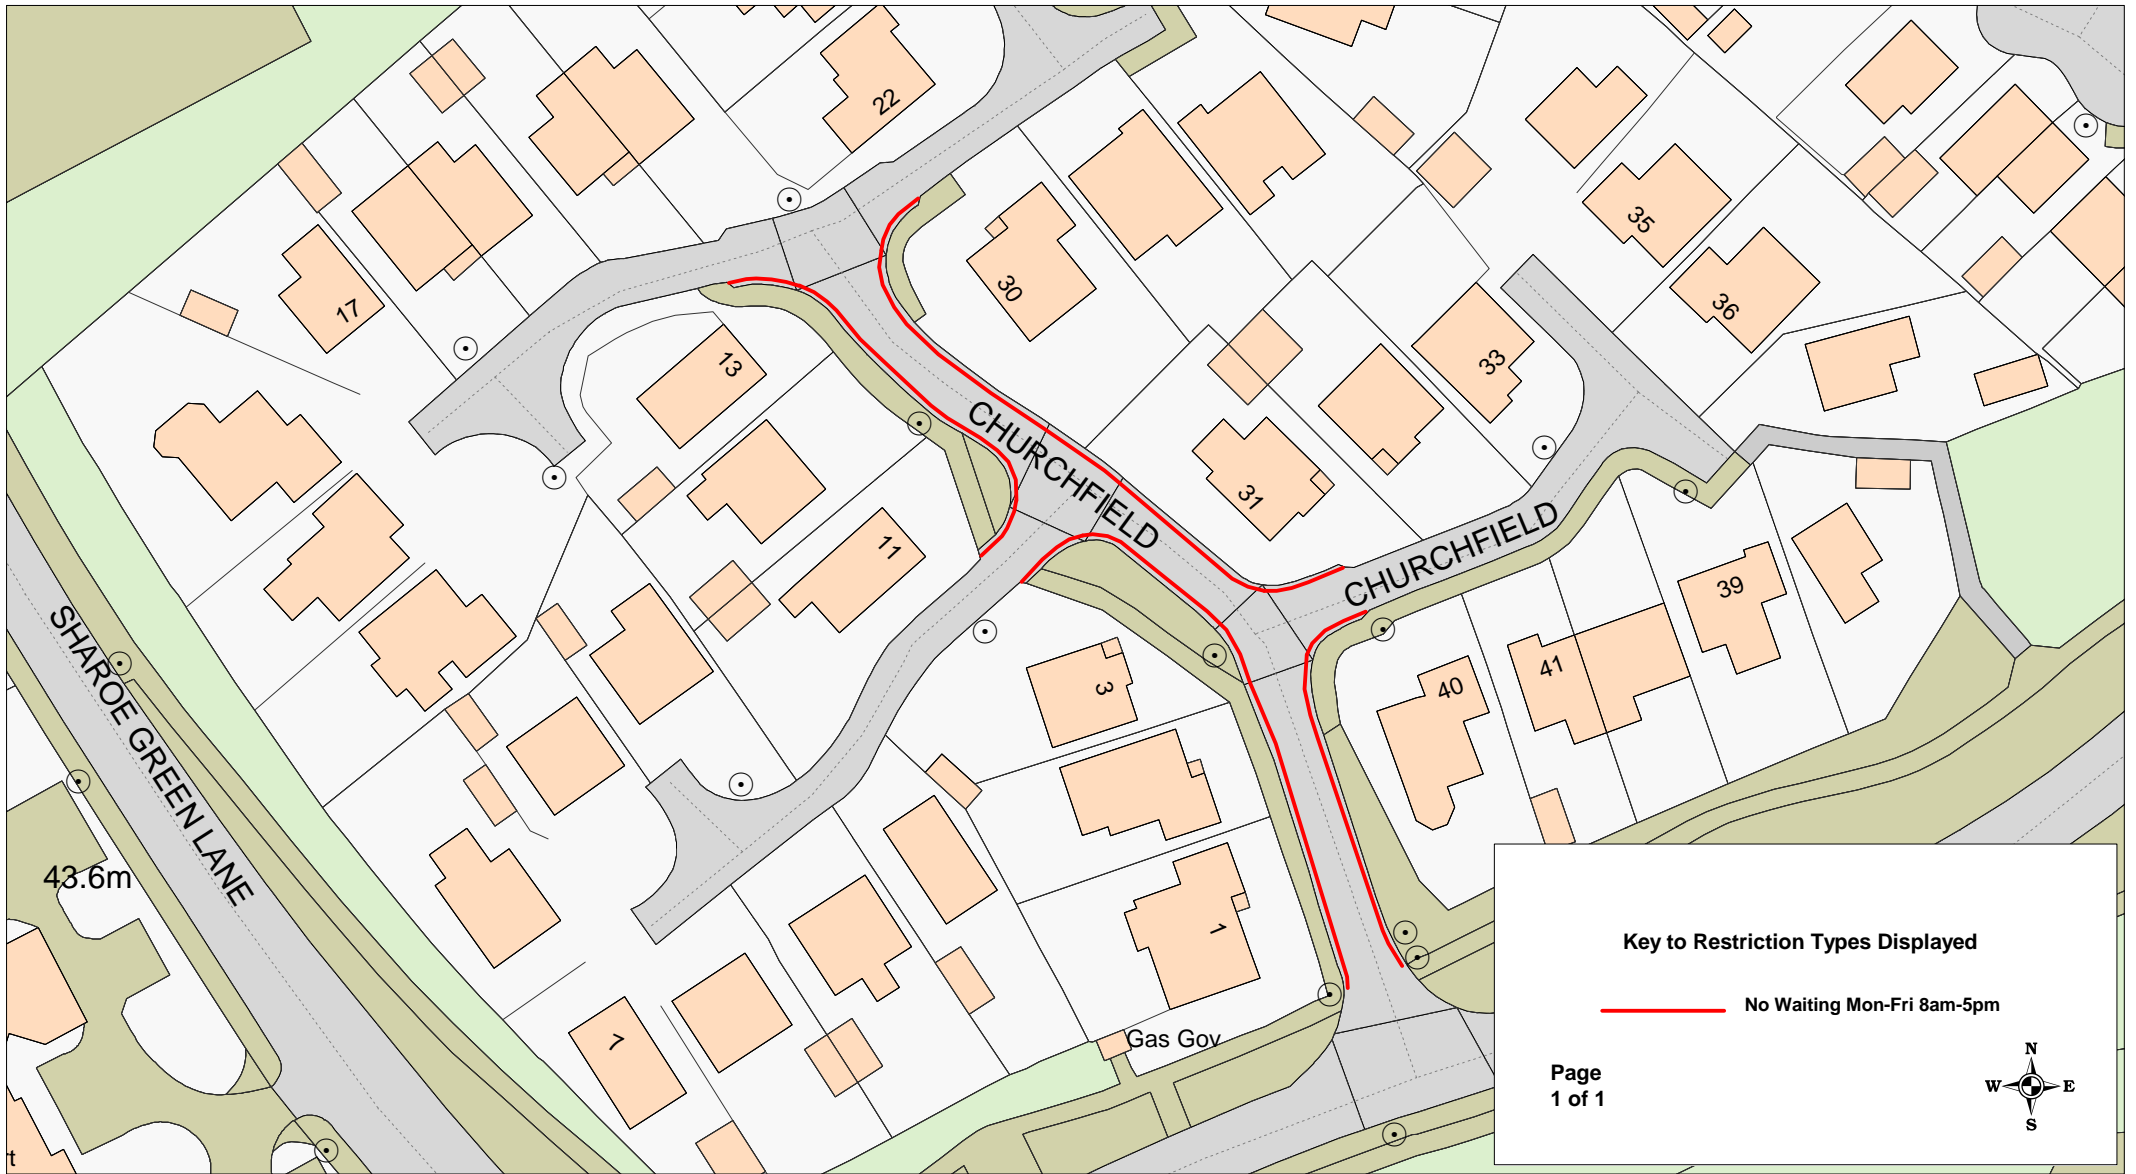 22
17
30
13
35
36
33
31
11
CHURCHFIELD
CHURCHFIELD
SHAROE GREEN LANE
3
39
41
40
43.6m
1
7
Gas Gov
t
Key to Restriction Types Displayed
No Waiting Mon-Fri 8am-5pm
Page
1 of 1
N
W E
S